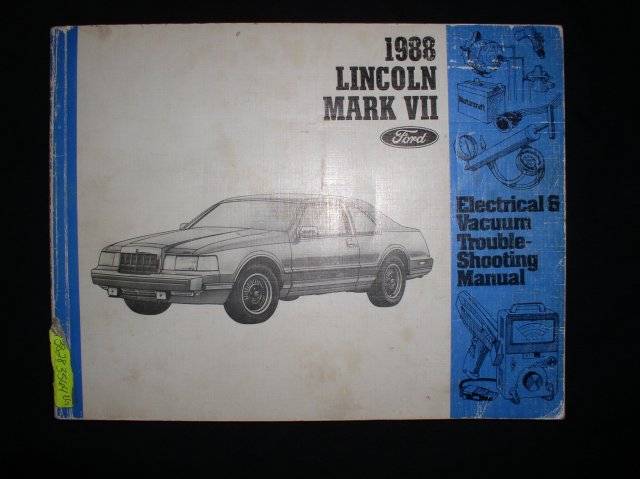 1988
LINCOLN
MARK VII
Ford
Electrical &
Vacuum
Trouble-
Shooting
Manual